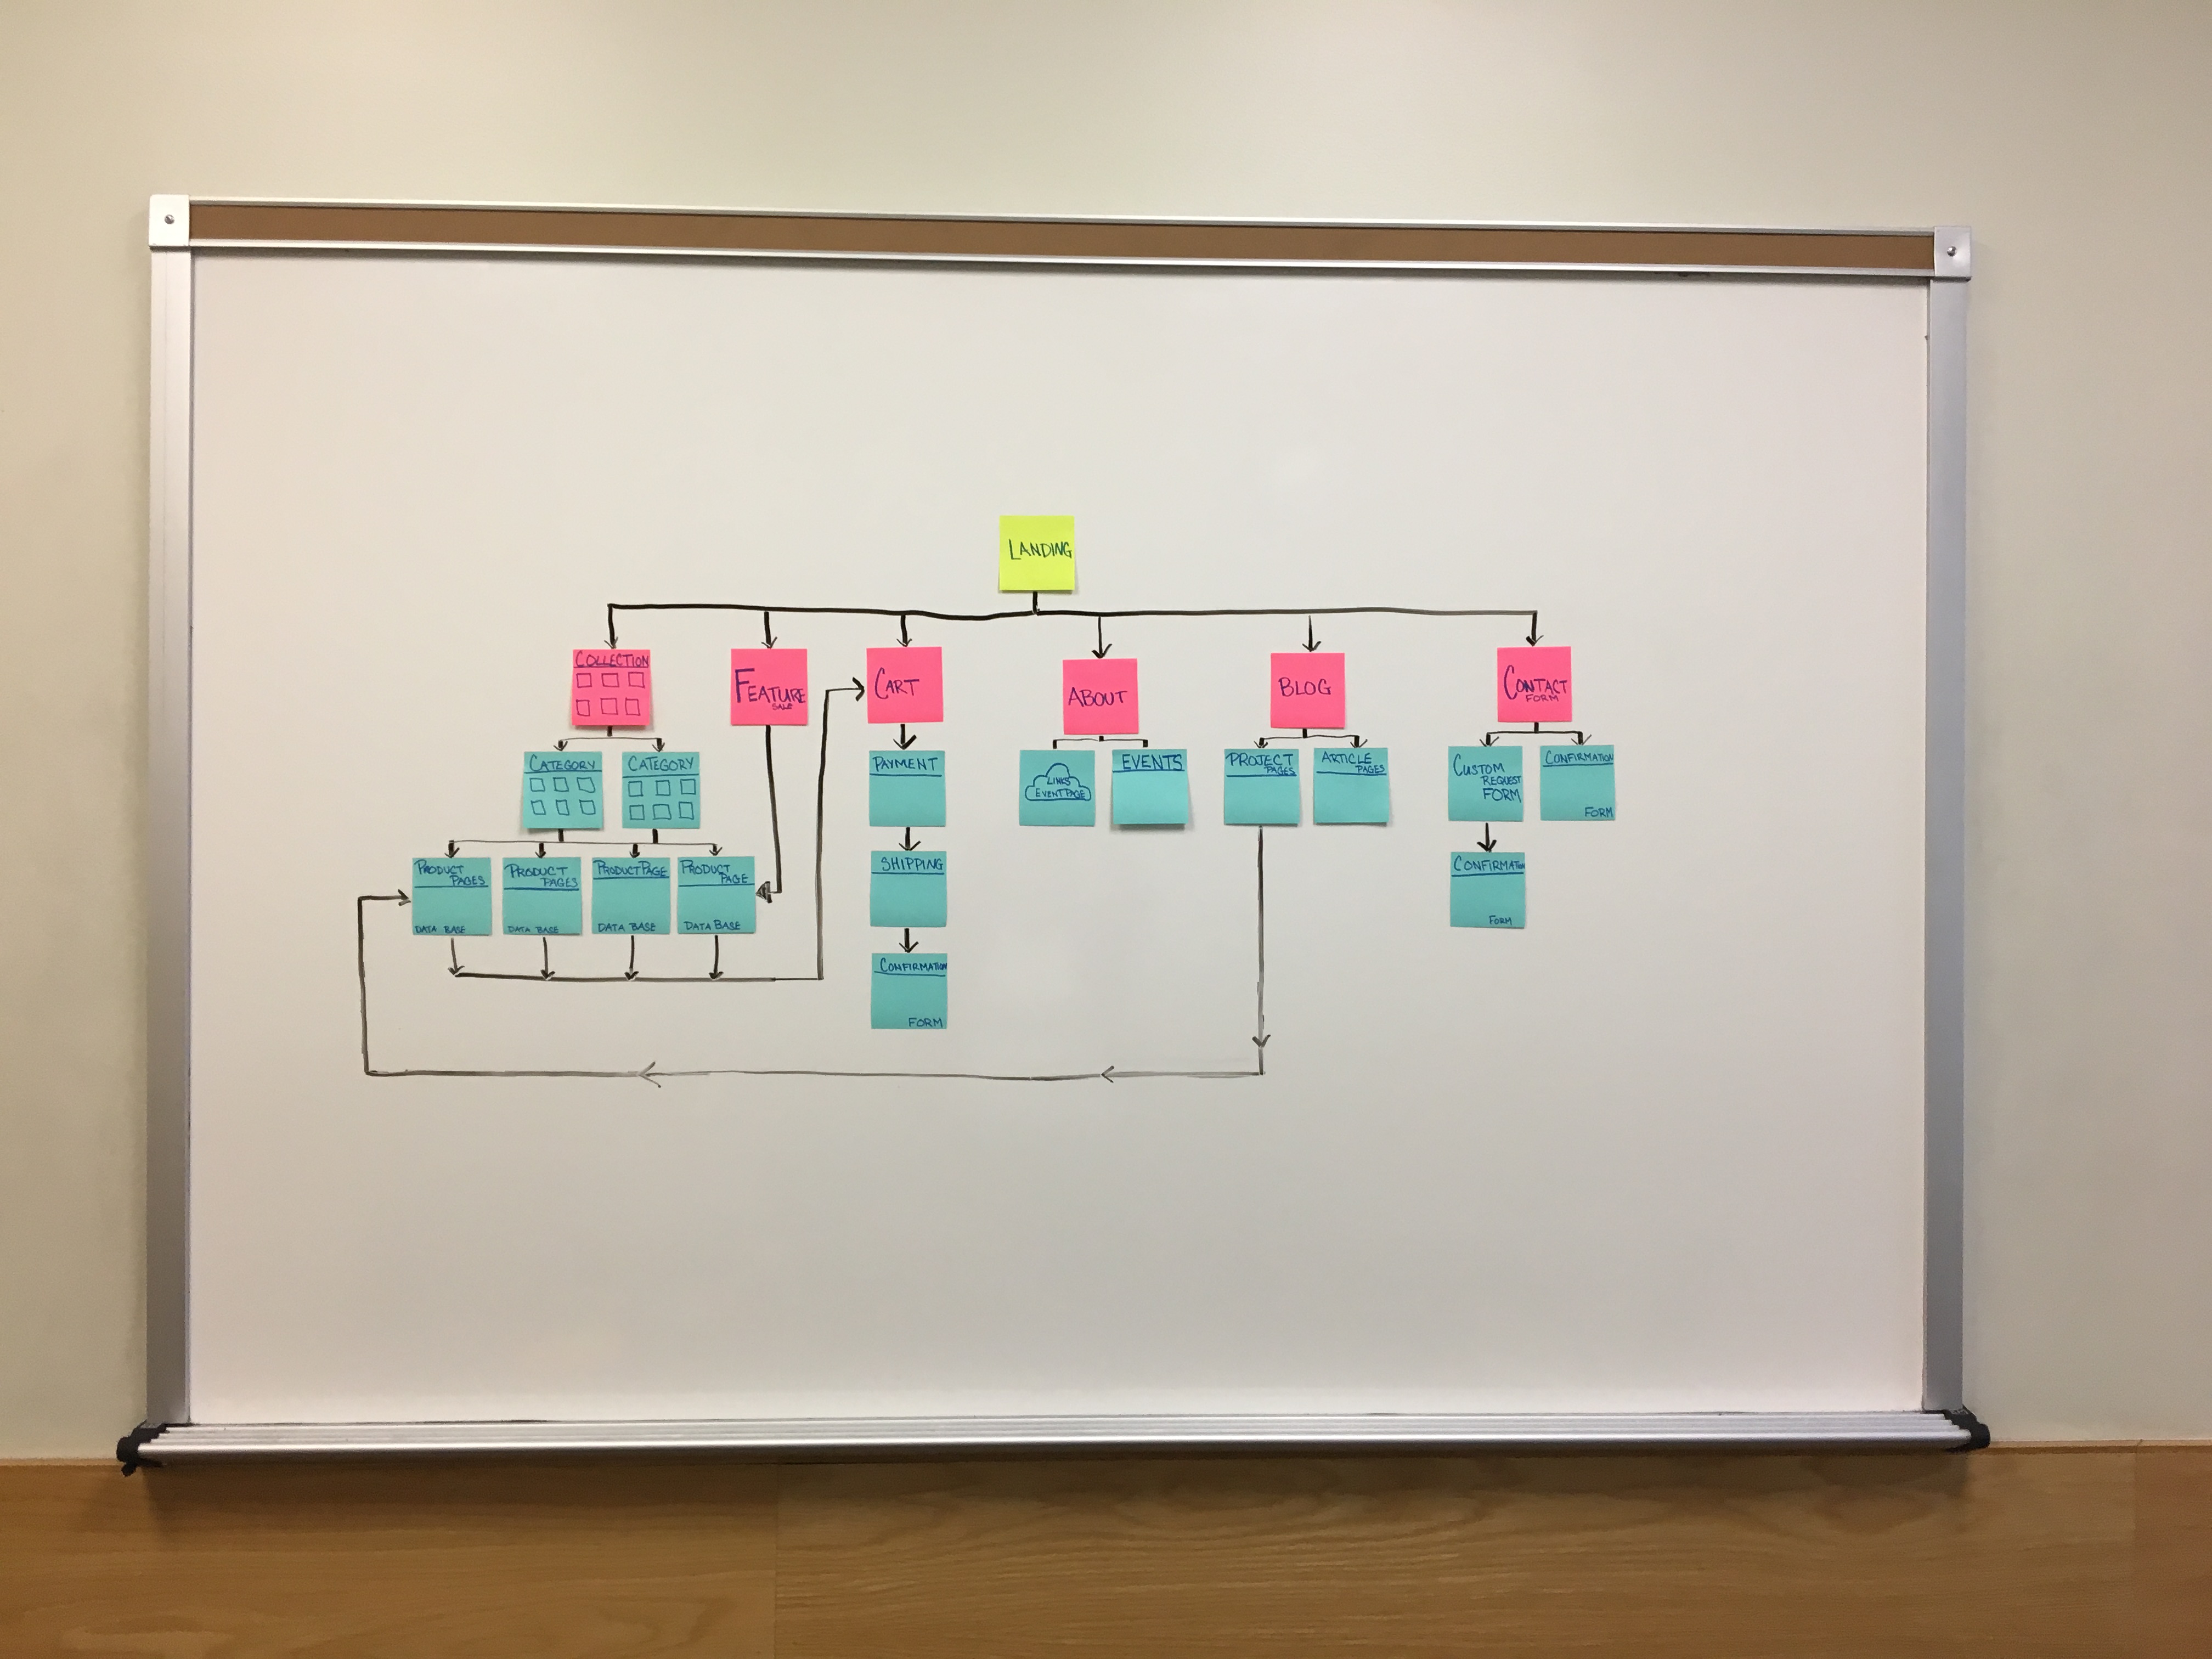 LANDING
COLLECTION
FEATURE
SALE
CART
ABOUT
BLOG
CONTACT
FORM
CATEGORY
CATEGORY
PAYMENT
LINKS
EVENT PAGE
EVENTS
PROJECT
PAGES
ARTICLE
PAGES
CUSTOM
REQUEST
FORM
CONFIRMATION
FORM
PRODUCT
PAGES
DATA BASE
PRODUCT
PAGES
DATA BASE
PRODUCT PAGE
DATA BASE
PRODUCT
PAGE
DATA BASE
SHIPPING
CONFIRMATION
FORM
CONFIRMATION
FORM